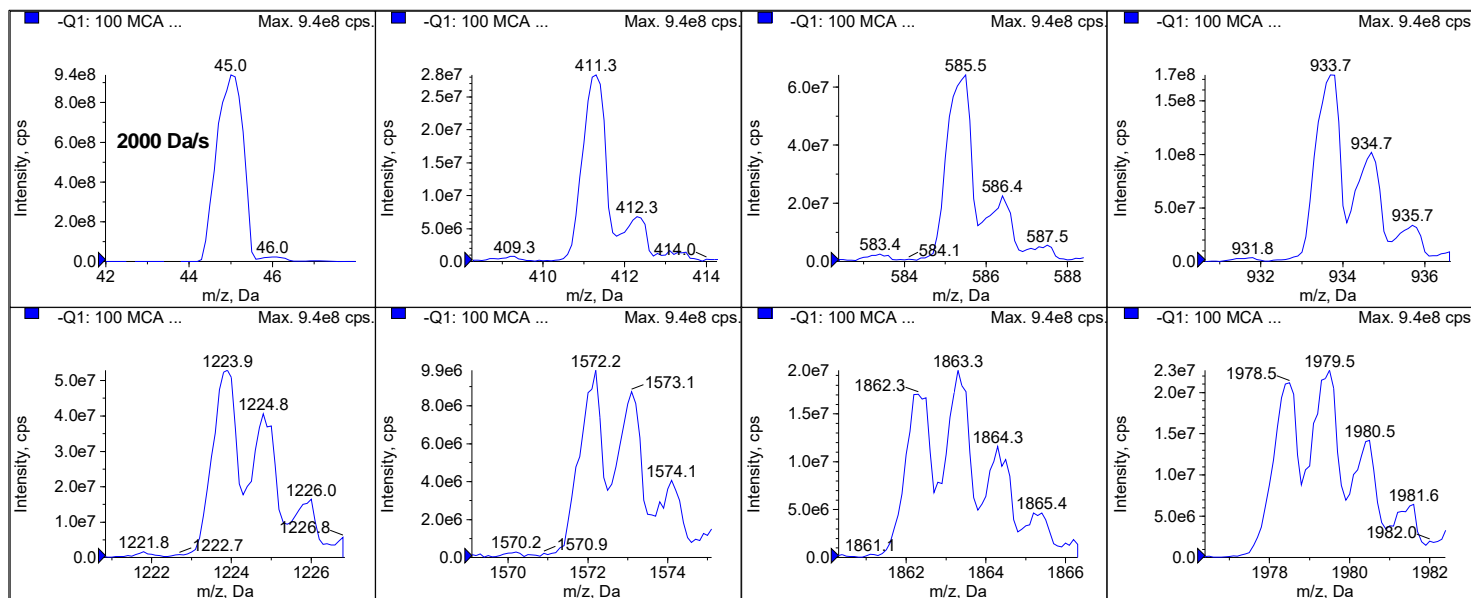 -Q1: 100 MCA ... Max. 9.4e8 cps.
45.0
9.4e8
8.0e8
2000 Da/s
6.0e8
4.0e8
2.0e8
46.0
0.0
42 44 46
m/z, Da
Intensity, cps
-Q1: 100 MCA ... Max. 9.4e8 cps.
411.3
2.8e7
2.5e7
2.0e7
1.5e7
1.0e7
412.3
5.0e6
409.3 414.0
0.0
410 412 414
m/z, Da
Intensity, cps
-Q1: 100 MCA ... Max. 9.4e8 cps.
585.5
6.0e7
4.0e7
586.4
2.0e7
583.4 584.1 587.5
0.0
584 586 588
m/z, Da
Intensity, cps
-Q1: 100 MCA ... Max. 9.4e8 cps.
933.7
1.7e8
1.5e8
934.7
1.0e8
5.0e7
935.7
931.8
0.0
932 934 936
m/z, Da
Intensity, cps
-Q1: 100 MCA ... Max. 9.4e8 cps.
1223.9
5.0e7
1224.8
4.0e7
3.0e7
2.0e7
1226.0
1.0e7
1226.8
1221.8 1222.7
0.0
1222 1224 1226
m/z, Da
Intensity, cps
-Q1: 100 MCA ... Max. 9.4e8 cps.
1572.2
9.9e6
1573.1
8.0e6
6.0e6
4.0e6
1574.1
2.0e6
1570.2 1570.9
0.0
1570 1572 1574
m/z, Da
Intensity, cps
-Q1: 100 MCA ... Max. 9.4e8 cps.
1863.3
2.0e7
1862.3
1.5e7
1864.3
1.0e7
1865.4
5.0e6
1861.1
0.0
1862 1864 1866
m/z, Da
Intensity, cps
-Q1: 100 MCA ... Max. 9.4e8 cps.
1978.5 1979.5
2.3e7
2.0e7
1980.5
1.5e7
1.0e7
1981.6
5.0e6
1982.0
0.0
1978 1980 1982
m/z, Da
Intensity, cps